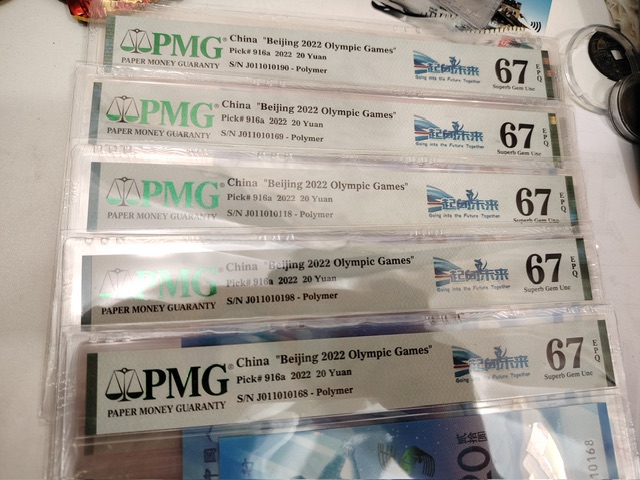 PMG
PAPER MONEY GUARANTY
China "Beijing 2022 Olympic Games"
Pick# 916a 2022 20 Yuan
S/N J011010190 - Polymer
一起向未来
67
EPQ
Superb Gem Unc
PMG
PAPER MONEY GUARANTY
China "Beijing 2022 Olympic Games"
Pick# 916a 2022 20 Yuan
S/N J011010169 - Polymer
一起向未来
Going into the Future Together
67
EPQ
Superb Gem Unc
PMG
PAPER MONEY GUARANTY
China "Beijing 2022 Olympic Games"
Pick# 916a 2022 20 Yuan
S/N J011010118 - Polymer
一起向未来
Going into the Future Together
67
EPQ
Superb Gem Unc
PMG
PAPER MONEY GUARANTY
China "Beijing 2022 Olympic Games"
Pick# 916a 2022 20 Yuan
S/N J011010198 - Polymer
一起向未来
Going into the Future Together
67
EPQ
Superb Gem Unc
PMG®
PAPER MONEY GUARANTY
China "Beijing 2022 Olympic Games"
Pick# 916a 2022 20 Yuan
S/N J011010168 - Polymer
一起向未来
Going into the Future Together
67
EPQ
Superb Gem Unc
中国
贰拾圆
20
10168